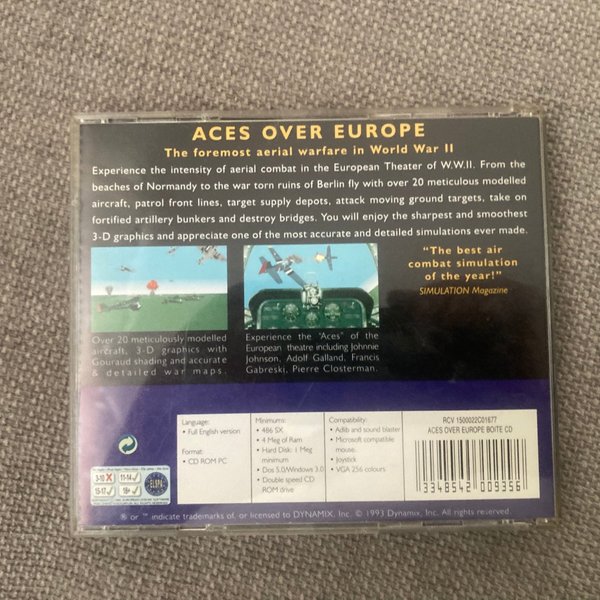 ACES OVER EUROPE
The foremost aerial warfare in World War II
Experience the intensity of aerial combat in the European Theater of W.W.II. From the
beaches of Normandy to the war torn ruins of Berlin fly with over 20 meticulous modelled
aircraft, patrol front lines, target supply depots, attack moving ground targets, take on
fortified artillery bunkers and destroy bridges. You will enjoy the sharpest and smoothest
3-D graphics and appreciate one of the most accurate and detailed simulations ever made.
“The best air
combat simulation
of the year!”
SIMULATION Magazine
Over 20 meticulously modelled
aircraft, 3-D graphics with
Gouraud shading and accurate
& detailed war maps.
Experience the "Aces" of the
European theatre including Johnnie
Johnson, Adolf Galland, Francis
Gabreski, Pierre Closterman.
Language:
• Full English version
Format:
• CD ROM PC
Minimums:
• 486 SX
• 4 Meg of Ram
• Hard Disk: 1 Meg
minimum
• Dos 5.0/Windows 3.0
• Double speed CD
ROM drive
Compatibility:
• Adlib and sound blaster
• Microsoft compatible
mouse.
• Joystick
• VGA 256 colours
RCV 1500022C01677
ACES OVER EUROPE BOITE CD
3 348542 009356
3-10
11-14
15-17
18+
ELSPA
® or ™ indicate trademarks of, or licensed to DYNAMIX, Inc. © 1993 Dynamix, Inc. All rights reserved.